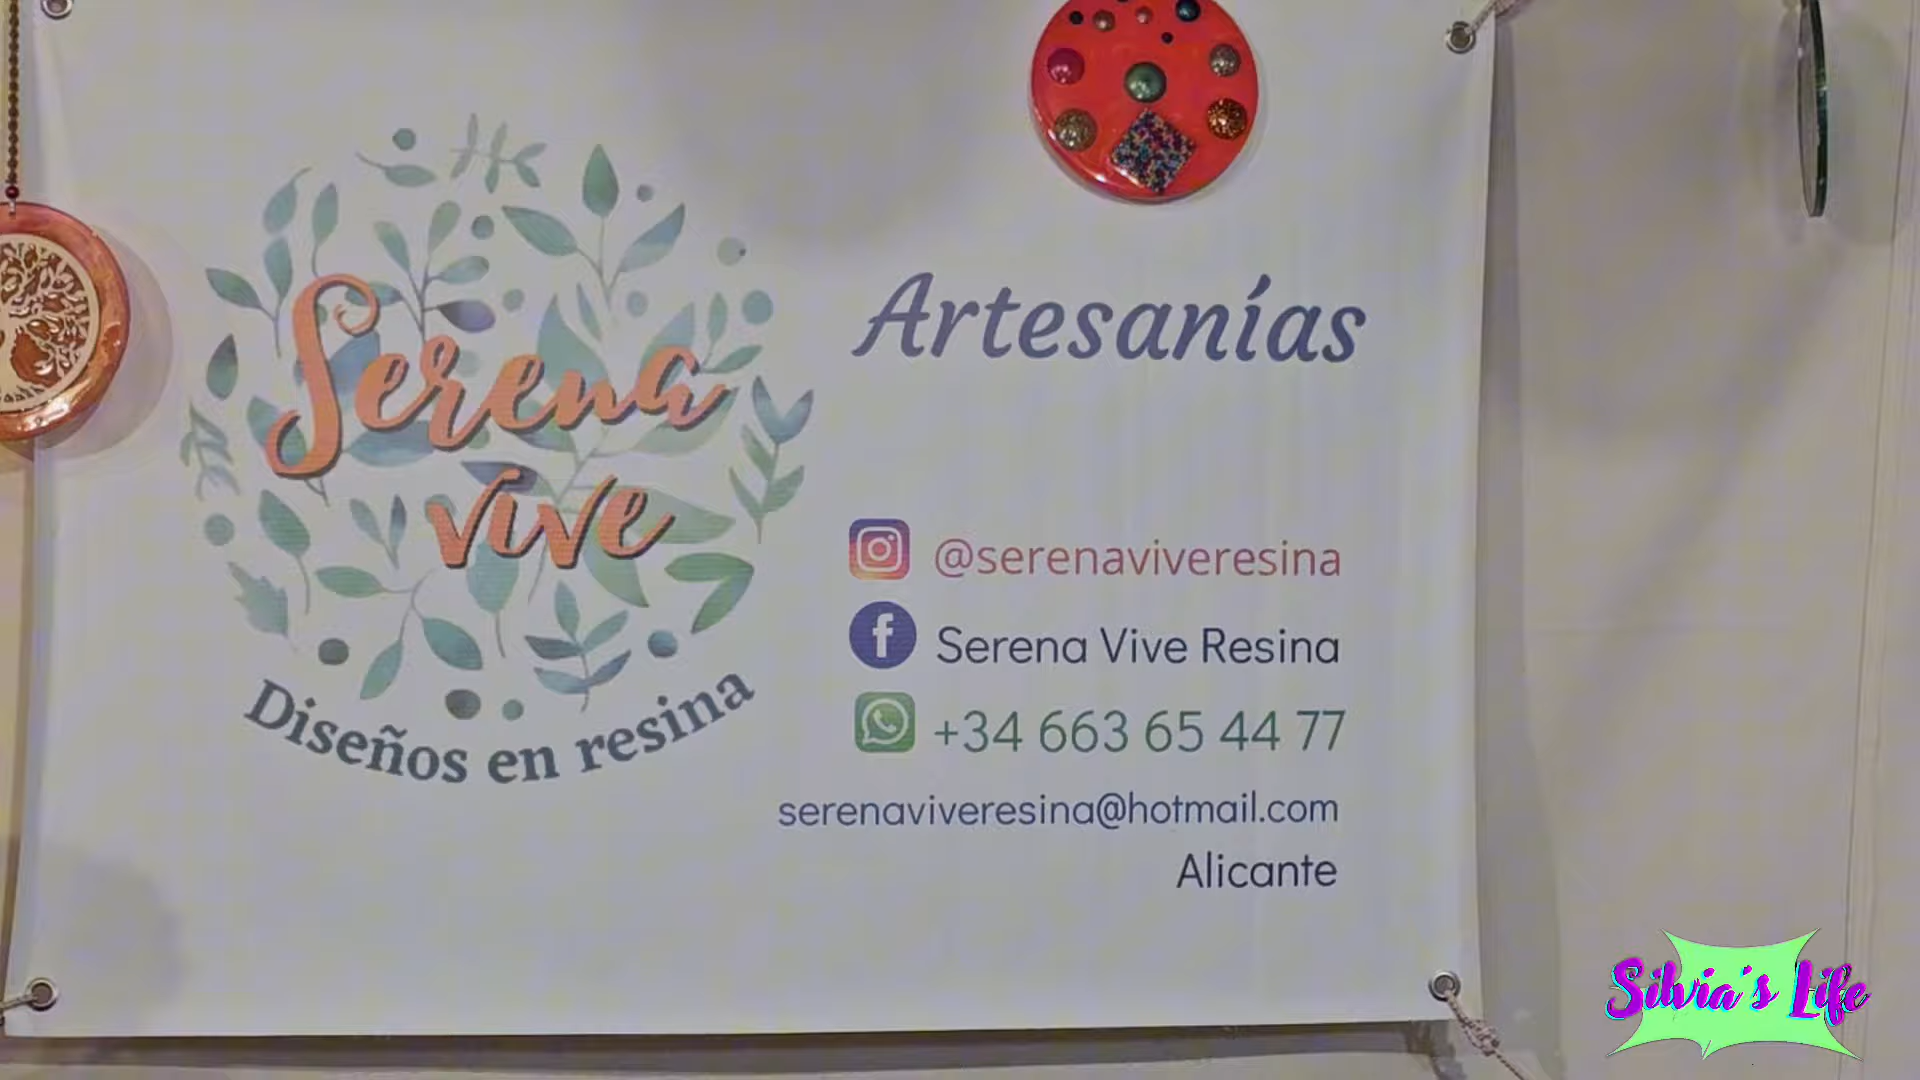 Serena
vive
Diseños en resina
Artesanías
@serenaviveresina
Serena Vive Resina
+34 663 65 44 77
serenaviveresina@hotmail.com
Alicante
Silvia's Life